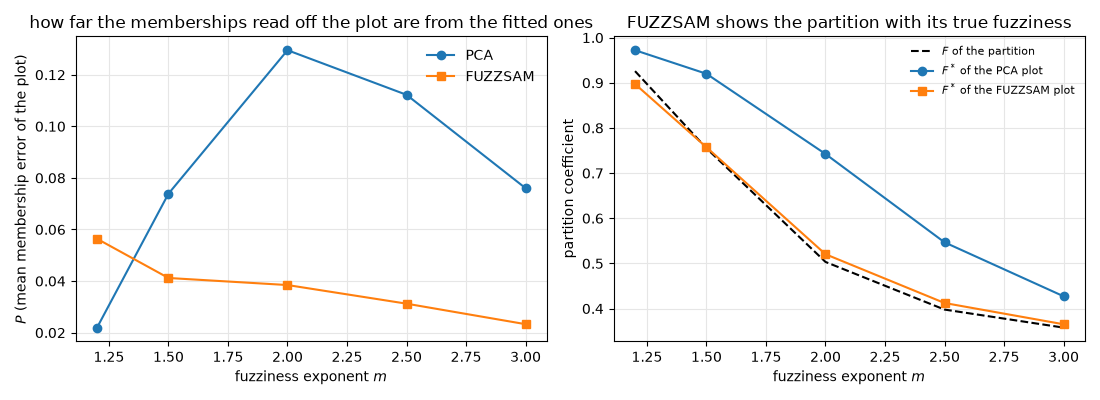 how far the memberships read off the plot are from the fitted ones
P (mean membership error of the plot)
0.12
0.10
0.08
0.06
0.04
0.02
PCA
FUZZSAM
1.25 1.50 1.75 2.00 2.25 2.50 2.75 3.00
fuzziness exponent m
FUZZSAM shows the partition with its true fuzziness
partition coefficient
1.0
0.9
0.8
0.7
0.6
0.5
0.4
F of the partition
F* of the PCA plot
F* of the FUZZSAM plot
1.25 1.50 1.75 2.00 2.25 2.50 2.75 3.00
fuzziness exponent m